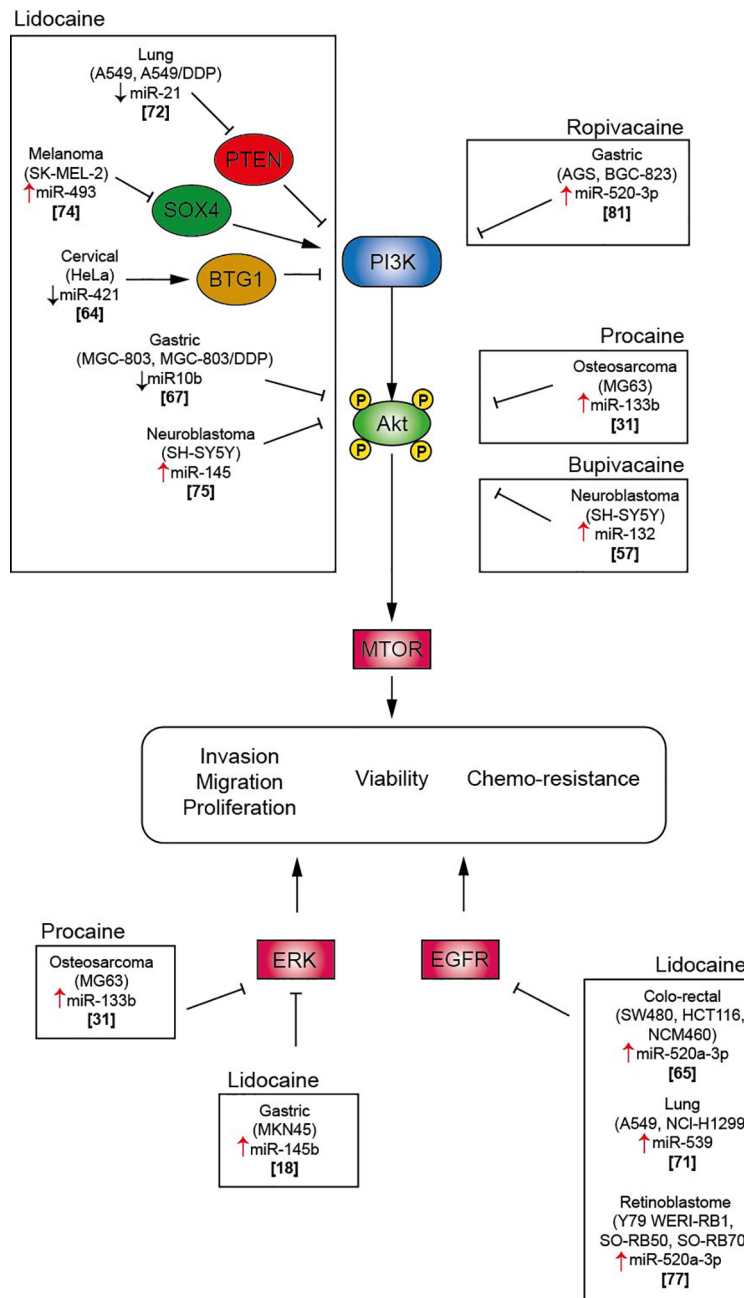 Lidocaine
Lung
(A549, A549/DDP)
↓miR-21
[72]
PTEN
Melanoma
(SK-MEL-2)
↑miR-493
[74]
SOX4
Cervical
(HeLa)
↓miR-421
[64]
BTG1
Gastric
(MGC-803, MGC-803/DDP)
↓miR10b
[67]
Neuroblastoma
(SH-SY5Y)
↑miR-145
[75]
PI3K
Ropivacaine
Gastric
(AGS, BGC-823)
↑miR-520-3p
[81]
P
P
Akt
P
P
Procaine
Osteosarcoma
(MG63)
↑miR-133b
[31]
Bupivacaine
Neuroblastoma
(SH-SY5Y)
↑miR-132
[57]
MTOR
Invasion
Migration
Proliferation
Viability
Chemo-resistance
ERK
EGFR
Procaine
Osteosarcoma
(MG63)
↑miR-133b
[31]
Lidocaine
Gastric
(MKN45)
↑miR-145b
[18]
Lidocaine
Colo-rectal
(SW480, HCT116,
NCM460)
↑miR-520a-3p
[65]
Lung
(A549, NCI-H1299
↑miR-539
[71]
Retinoblastome
(Y79 WERI-RB1,
SO-RB50, SO-RB70
↑miR-520a-3p
[77]